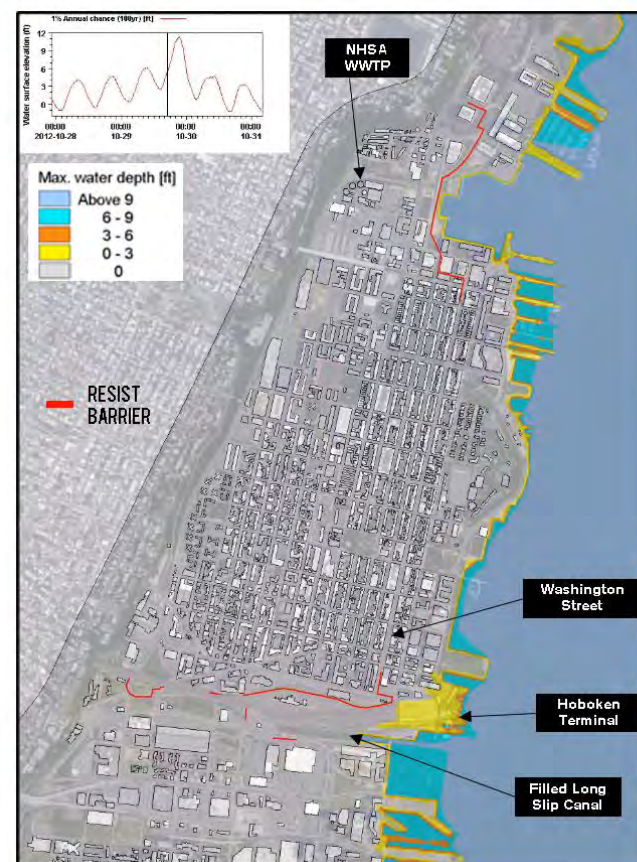 1% Annual chance (100yr) [ft]
Water surface elevation (ft)
12
9
6
3
0
00:00
00:00
00:00
00:00
2012-10-28
10-29
10-30
10-31
NHSA
WWTP
Max. water depth [ft]
Above 9
6 - 9
3 - 6
0 - 3
0
RESIST
BARRIER
Washington
Street
Hoboken
Terminal
Filled Long
Slip Canal